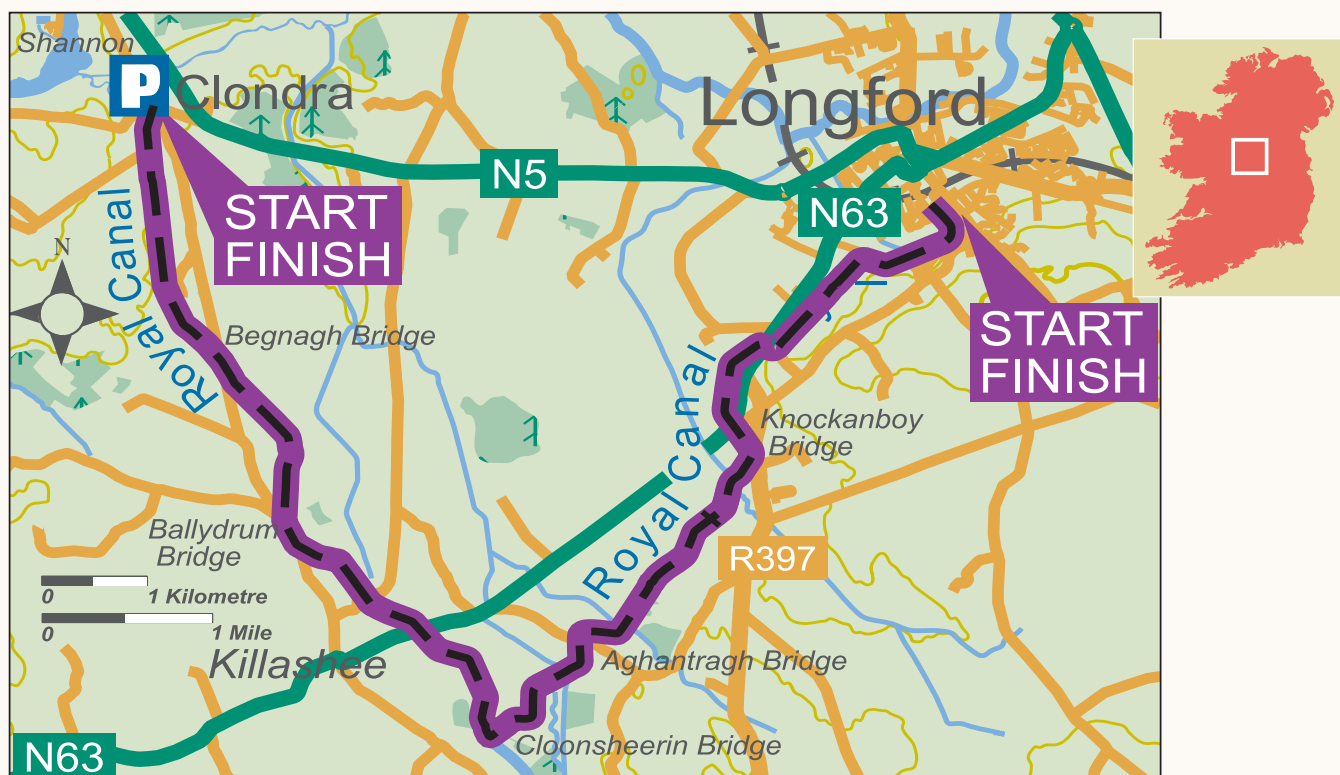 Shannon
P
Clondra
Longford
N5
N63
START
FINISH
Royal Canal
N
START
FINISH
Begnagh Bridge
Royal Canal
Knockanboy
Bridge
Ballydrum
Bridge
R397
0
1 Kilometre
0
1 Mile
Killashee
Aghantragh Bridge
Cloonsheerin Bridge
N63